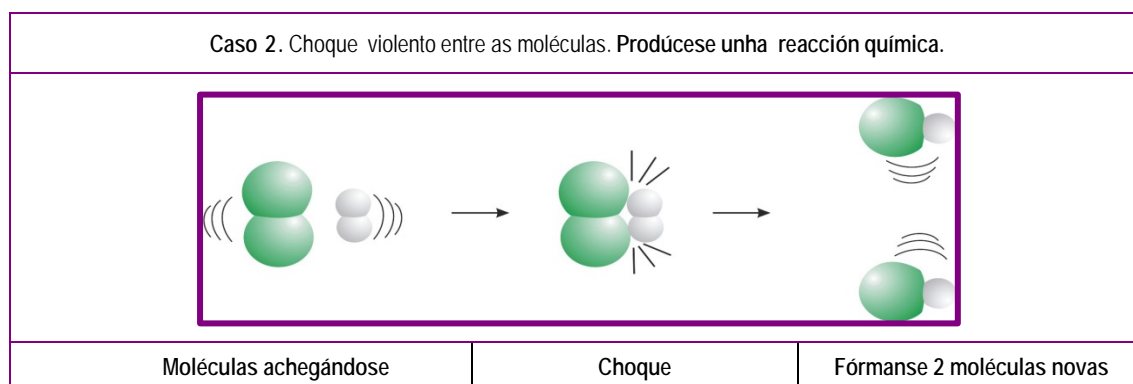 Caso 2. Choque violento entre as moléculas. Prodúcese unha reacción química.
Moléculas achegándose
Choque
Fórmanse 2 moléculas novas